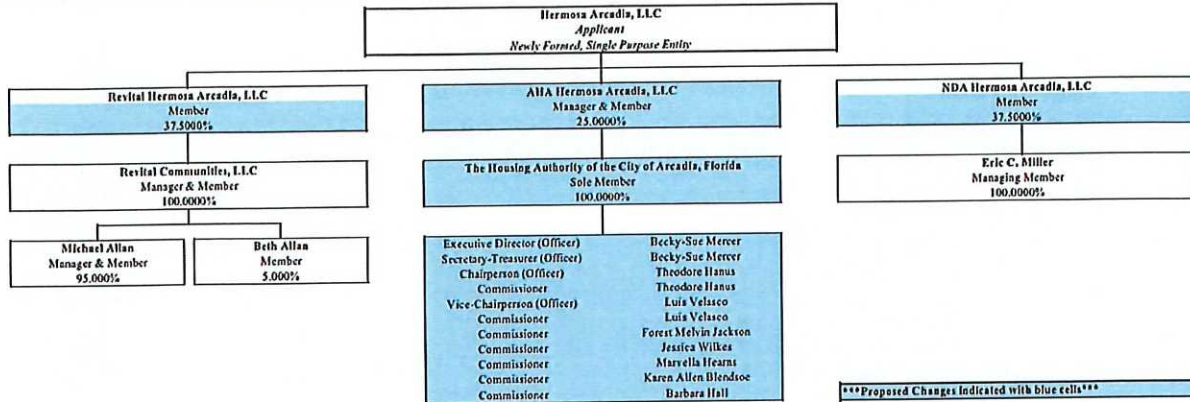 Hermosa Arcadia, LLC
Applicant
Newly Formed, Single Purpose Entity
Revital Hermosa Arcadia, LLC
Member
37.5000%
AHA Hermosa Arcadia, LLC
Manager & Member
25.0000%
NDA Hermosa Arcadia, LLC
Member
37.5000%
Revital Communities, LLC
Manager & Member
100.0000%
The Housing Authority of the City of Arcadia, Florida
Sole Member
100.0000%
Eric C. Miller
Managing Member
100.0000%
Michael Allan
Manager & Member
95.000%
Beth Allan
Member
5.000%
Executive Director (Officer) Becky-Sue Mercer
Secretary-Treasurer (Officer) Becky-Sue Mercer
Chairperson (Officer) Theodore Hanus
Commissioner Theodore Hanus
Vice-Chairperson (Officer) Luis Velasco
Commissioner Luis Velasco
Commissioner Forest Melvin Jackson
Commissioner Jessica Wilkes
Commissioner Marvella Hearns
Commissioner Karen Allen Blendsoe
Commissioner Barbara Hall
***Proposed Changes Indicated with blue cells***